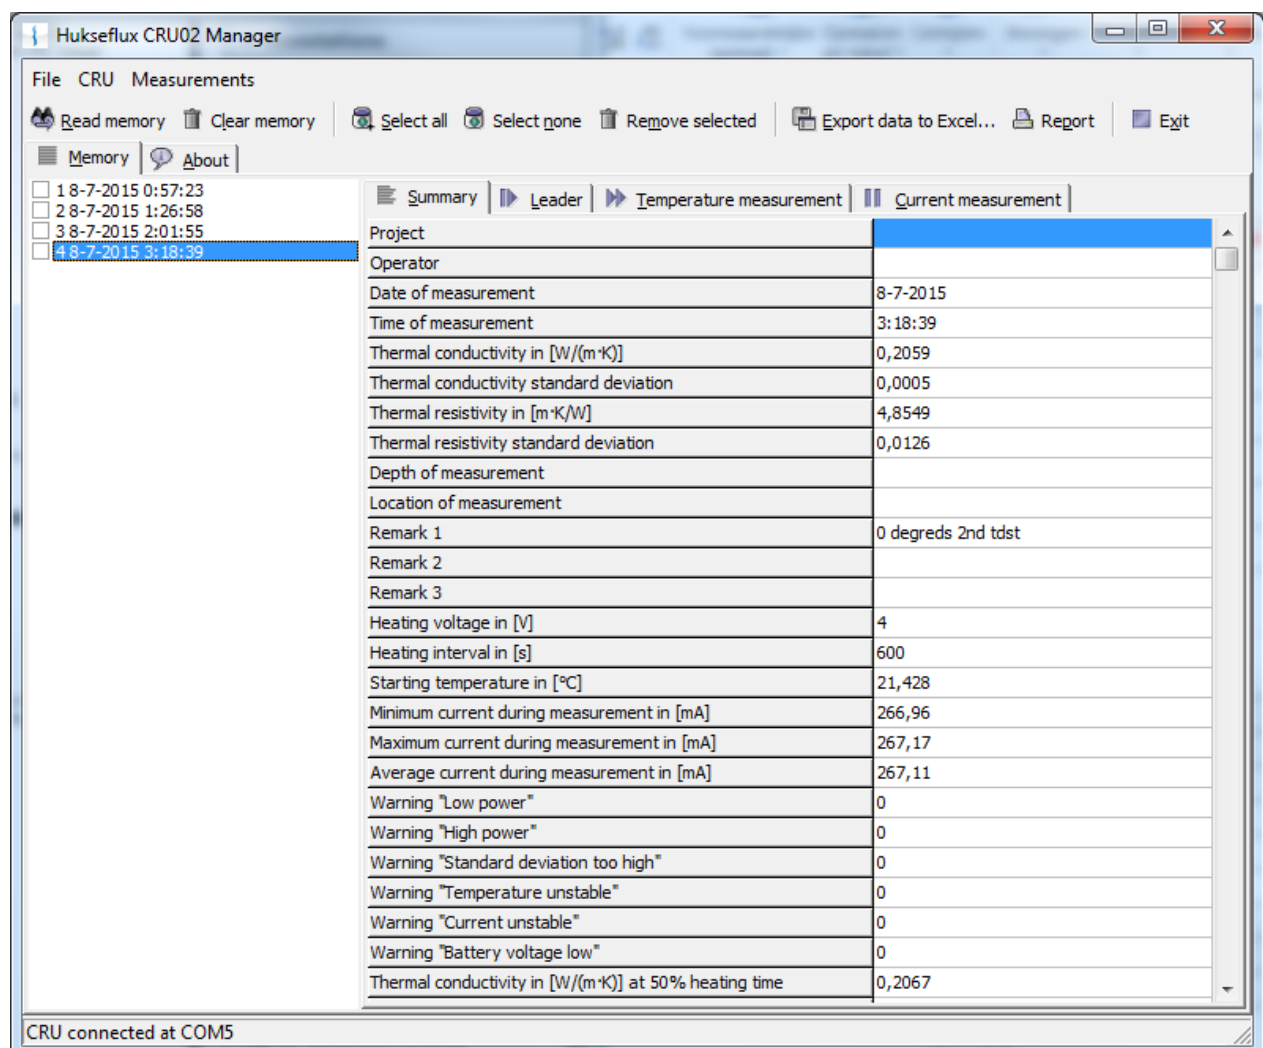 Hukseflux CRU02 Manager
File CRU Measurements
Read memory Clear memory Select all Select none Remove selected Export data to Excel... Report Exit
Memory About
1 8-7-2015 0:57:23
2 8-7-2015 1:26:58
3 8-7-2015 2:01:55
4 8-7-2015 3:18:39
Summary Leader Temperature measurement Current measurement
Project
Operator
Date of measurement 8-7-2015
Time of measurement 3:18:39
Thermal conductivity in [W/(m·K)] 0,2059
Thermal conductivity standard deviation 0,0005
Thermal resistivity in [m·K/W] 4,8549
Thermal resistivity standard deviation 0,0126
Depth of measurement
Location of measurement
Remark 1 0 degreds 2nd tdst
Remark 2
Remark 3
Heating voltage in [V] 4
Heating interval in [s] 600
Starting temperature in [°C] 21,428
Minimum current during measurement in [mA] 266,96
Maximum current during measurement in [mA] 267,17
Average current during measurement in [mA] 267,11
Warning "Low power" 0
Warning "High power" 0
Warning "Standard deviation too high" 0
Warning "Temperature unstable" 0
Warning "Current unstable" 0
Warning "Battery voltage low" 0
Thermal conductivity in [W/(m·K)] at 50% heating time 0,2067
CRU connected at COM5